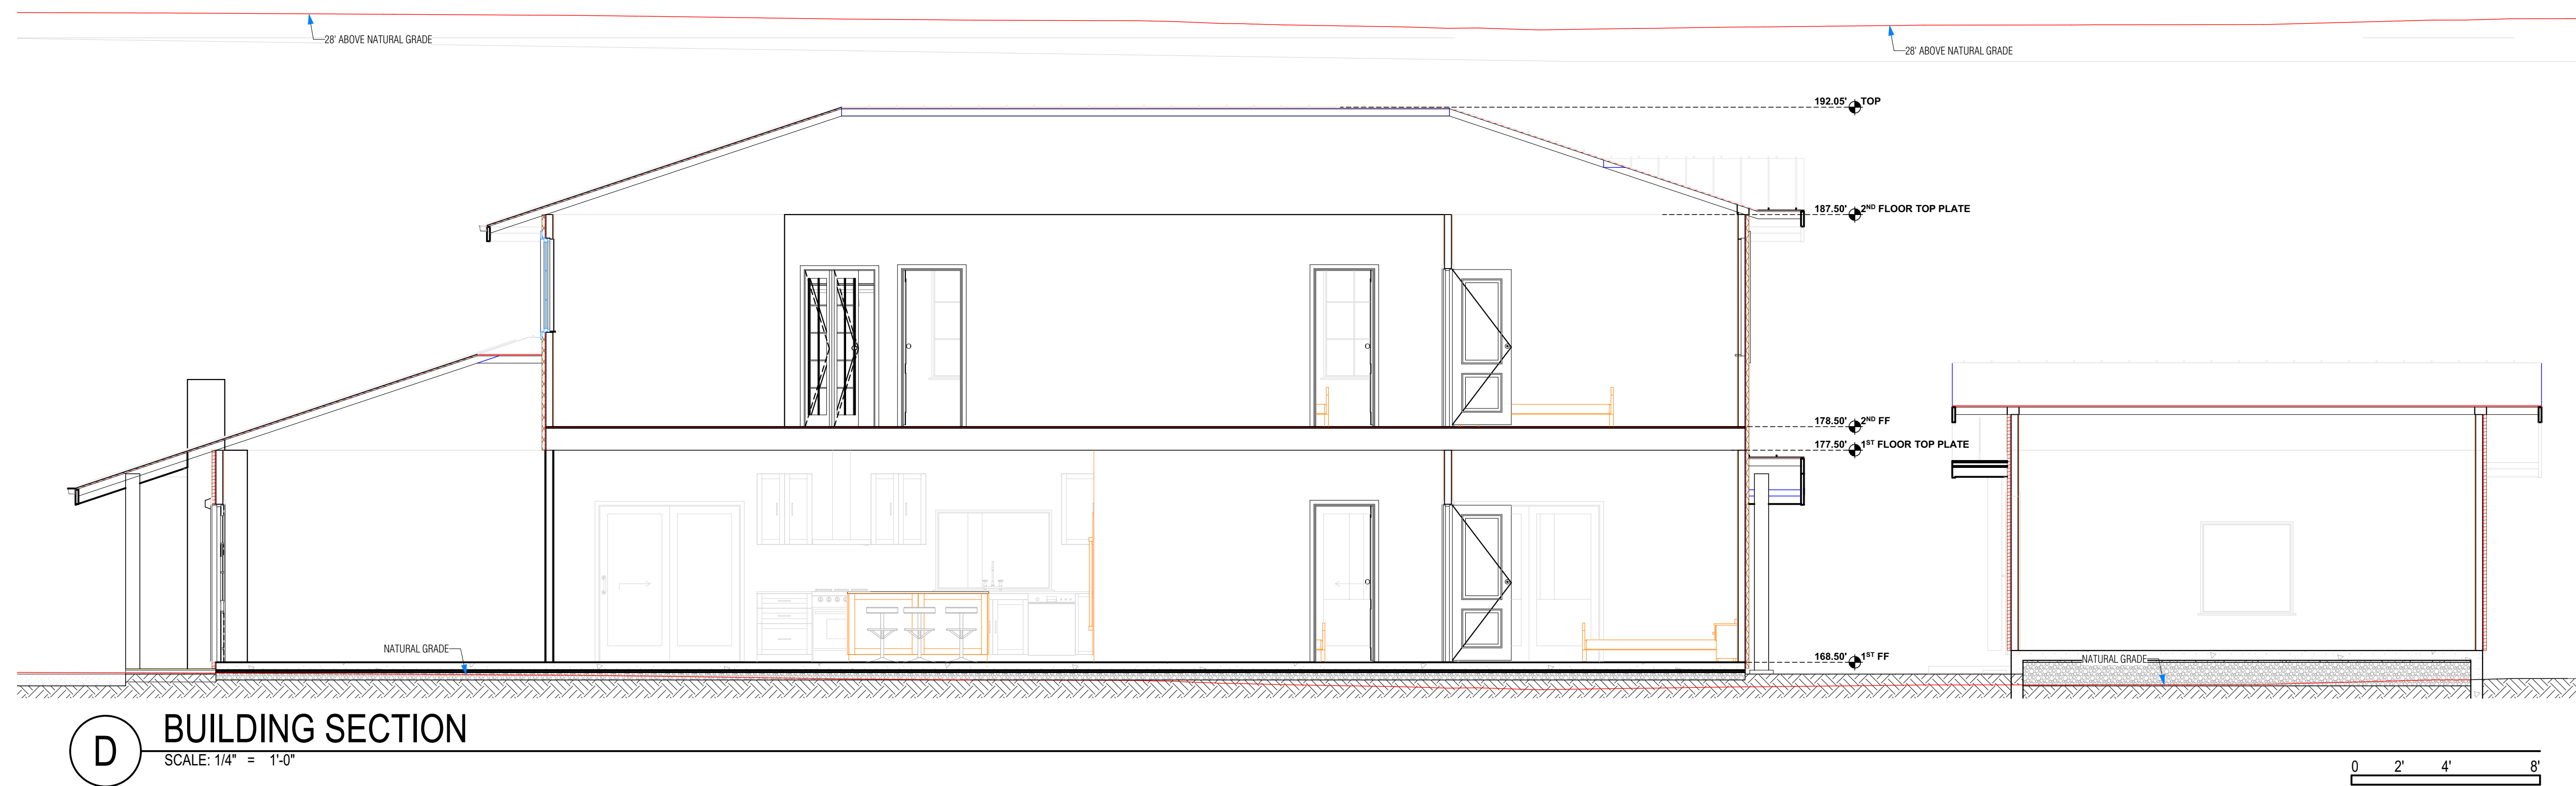 28' ABOVE NATURAL GRADE
28' ABOVE NATURAL GRADE
192.05' TOP
187.50' 2ND FLOOR TOP PLATE
178.50' 2ND FF
177.50' 1ST FLOOR TOP PLATE
NATURAL GRADE
168.50' 1ST FF
NATURAL GRADE
D
BUILDING SECTION
SCALE: 1/4" = 1'-0"
0 2' 4' 8'